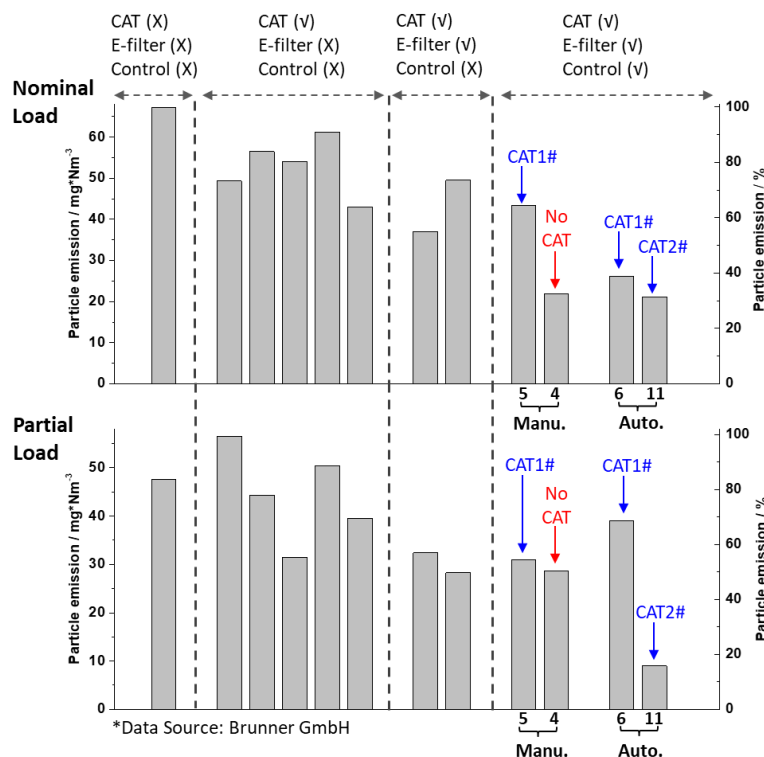 CAT (X)
E-filter (X)
Control (X)
CAT (√)
E-filter (X)
Control (X)
CAT (√)
E-filter (√)
Control (X)
CAT (√)
E-filter (√)
Control (√)
Nominal
Load
Particle emission / mg*Nm-3
60
50
40
30
20
10
0
CAT1#
No
CAT
CAT1#
CAT2#
100
80
60
40
20
0
Particle emission / %
5 4 6 11
Manu. Auto.
Partial
Load
Particle emission / mg*Nm-3
50
40
30
20
10
0
CAT1#
No
CAT
CAT1#
CAT2#
100
80
60
40
20
0
Particle emission / %
5 4 6 11
*Data Source: Brunner GmbH
Manu. Auto.